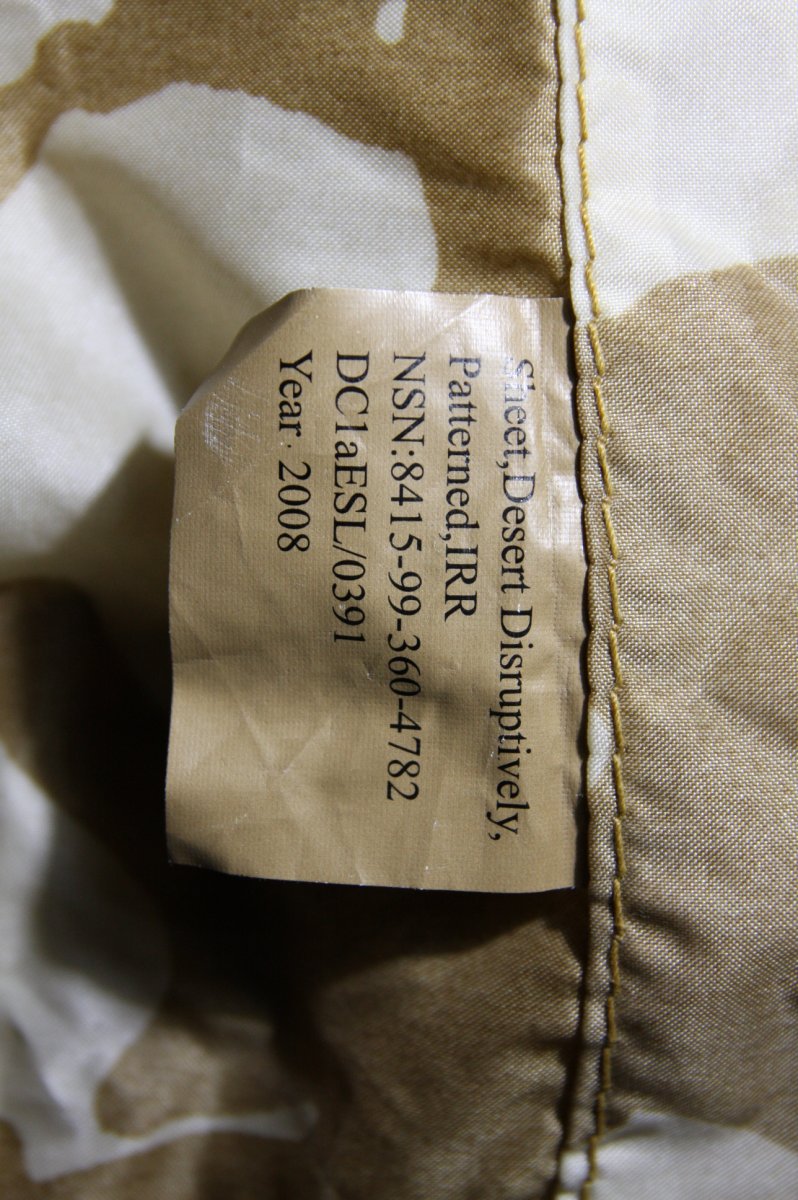 Sheet,Desert Disruptively,
Patterned,IRR
NSN:8415-99-360-4782
DC1aESL/0391
Year: 2008